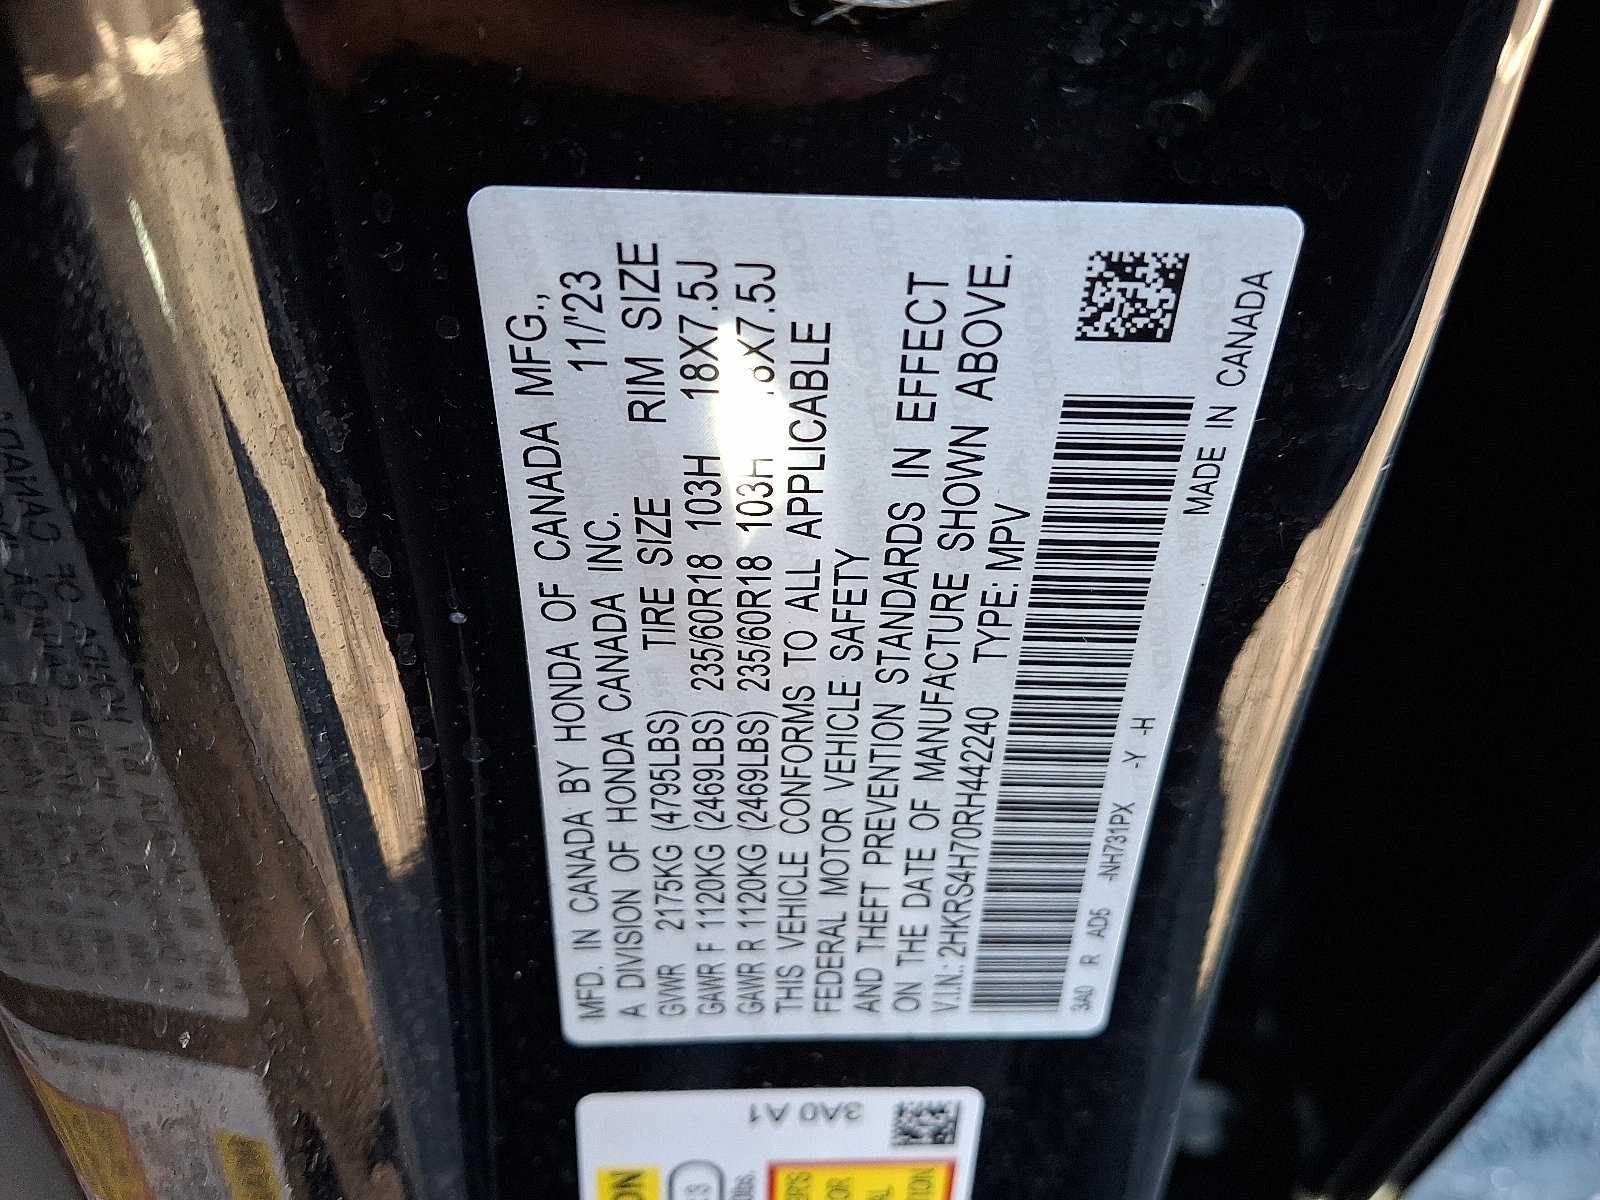 MFD. IN CANADA BY HONDA OF CANADA MFG.,
A DIVISION OF HONDA CANADA INC. 11/'23
GVWR 2175KG (4795LBS) TIRE SIZE RIM SIZE
GAWR F 1120KG (2469LBS) 235/60R18 103H 18X7.5J
GAWR R 1120KG (2469LBS) 235/60R18 103H 18X7.5J
THIS VEHICLE CONFORMS TO ALL APPLICABLE
FEDERAL MOTOR VEHICLE SAFETY
AND THEFT PREVENTION STANDARDS IN EFFECT
ON THE DATE OF MANUFACTURE SHOWN ABOVE.
V.I.N.: 2HKRS4H70RH442240 TYPE: MPV
3A0 R AD5 -NH731PX -Y -H
MADE IN CANADA
3A0 A1